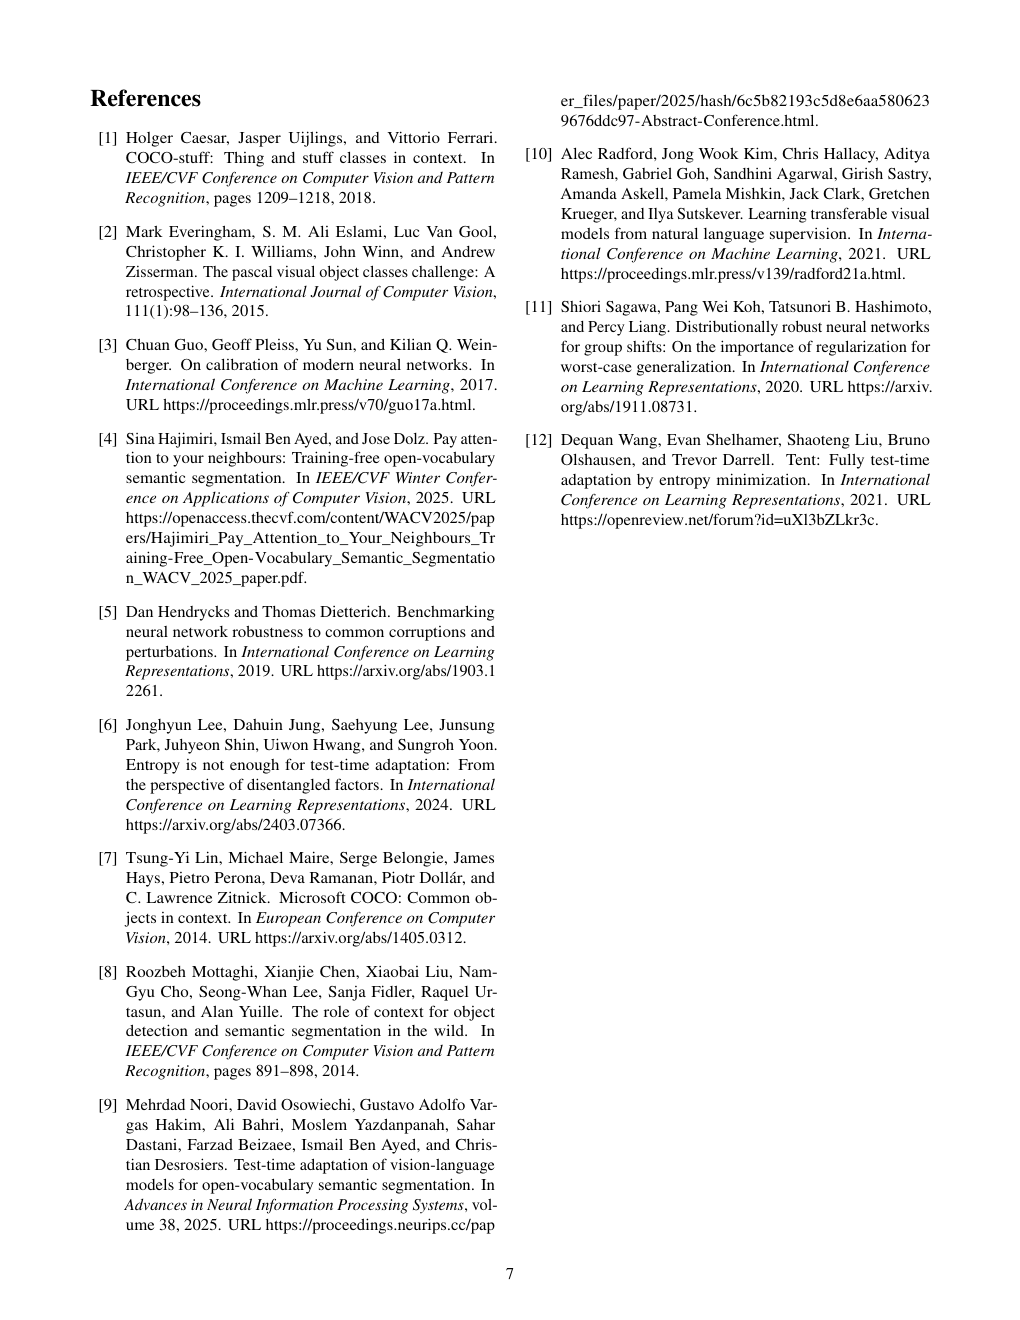 References
[1] Holger Caesar, Jasper Uijlings, and Vittorio Ferrari.
COCO-stuff: Thing and stuff classes in context. In
IEEE/CVF Conference on Computer Vision and Pattern
Recognition, pages 1209–1218, 2018.
[2] Mark Everingham, S. M. Ali Eslami, Luc Van Gool,
Christopher K. I. Williams, John Winn, and Andrew
Zisserman. The pascal visual object classes challenge: A
retrospective. International Journal of Computer Vision,
111(1):98–136, 2015.
[3] Chuan Guo, Geoff Pleiss, Yu Sun, and Kilian Q. Wein-
berger. On calibration of modern neural networks. In
International Conference on Machine Learning, 2017.
URL https://proceedings.mlr.press/v70/guo17a.html.
[4] Sina Hajimiri, Ismail Ben Ayed, and Jose Dolz. Pay atten-
tion to your neighbours: Training-free open-vocabulary
semantic segmentation. In IEEE/CVF Winter Confer-
ence on Applications of Computer Vision, 2025. URL
https://openaccess.thecvf.com/content/WACV2025/pap
ers/Hajimiri_Pay_Attention_to_Your_Neighbours_Tr
aining-Free_Open-Vocabulary_Semantic_Segmentatio
n_WACV_2025_paper.pdf.
[5] Dan Hendrycks and Thomas Dietterich. Benchmarking
neural network robustness to common corruptions and
perturbations. In International Conference on Learning
Representations, 2019. URL https://arxiv.org/abs/1903.1
2261.
[6] Jonghyun Lee, Dahuin Jung, Saehyung Lee, Junsung
Park, Juhyeon Shin, Uiwon Hwang, and Sungroh Yoon.
Entropy is not enough for test-time adaptation: From
the perspective of disentangled factors. In International
Conference on Learning Representations, 2024. URL
https://arxiv.org/abs/2403.07366.
[7] Tsung-Yi Lin, Michael Maire, Serge Belongie, James
Hays, Pietro Perona, Deva Ramanan, Piotr Dollár, and
C. Lawrence Zitnick. Microsoft COCO: Common ob-
jects in context. In European Conference on Computer
Vision, 2014. URL https://arxiv.org/abs/1405.0312.
[8] Roozbeh Mottaghi, Xianjie Chen, Xiaobai Liu, Nam-
Gyu Cho, Seong-Whan Lee, Sanja Fidler, Raquel Ur-
tasun, and Alan Yuille. The role of context for object
detection and semantic segmentation in the wild. In
IEEE/CVF Conference on Computer Vision and Pattern
Recognition, pages 891–898, 2014.
[9] Mehrdad Noori, David Osowiechi, Gustavo Adolfo Var-
gas Hakim, Ali Bahri, Moslem Yazdanpanah, Sahar
Dastani, Farzad Beizaee, Ismail Ben Ayed, and Chris-
tian Desrosiers. Test-time adaptation of vision-language
models for open-vocabulary semantic segmentation. In
Advances in Neural Information Processing Systems, vol-
ume 38, 2025. URL https://proceedings.neurips.cc/pap
er_files/paper/2025/hash/6c5b82193c5d8e6aa580623
9676ddc97-Abstract-Conference.html.
[10] Alec Radford, Jong Wook Kim, Chris Hallacy, Aditya
Ramesh, Gabriel Goh, Sandhini Agarwal, Girish Sastry,
Amanda Askell, Pamela Mishkin, Jack Clark, Gretchen
Krueger, and Ilya Sutskever. Learning transferable visual
models from natural language supervision. In Interna-
tional Conference on Machine Learning, 2021. URL
https://proceedings.mlr.press/v139/radford21a.html.
[11] Shiori Sagawa, Pang Wei Koh, Tatsunori B. Hashimoto,
and Percy Liang. Distributionally robust neural networks
for group shifts: On the importance of regularization for
worst-case generalization. In International Conference
on Learning Representations, 2020. URL https://arxiv.
org/abs/1911.08731.
[12] Dequan Wang, Evan Shelhamer, Shaoteng Liu, Bruno
Olshausen, and Trevor Darrell. Tent: Fully test-time
adaptation by entropy minimization. In International
Conference on Learning Representations, 2021. URL
https://openreview.net/forum?id=uXl3bZLkr3c.
7